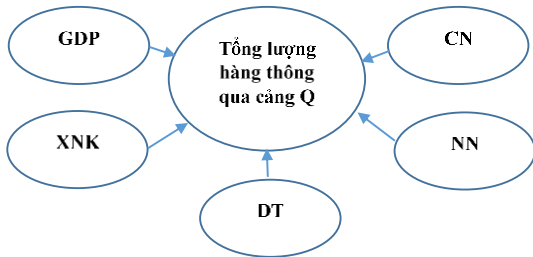 GDP
Tổng lượng
hàng thông
qua cảng Q
CN
XNK
NN
DT